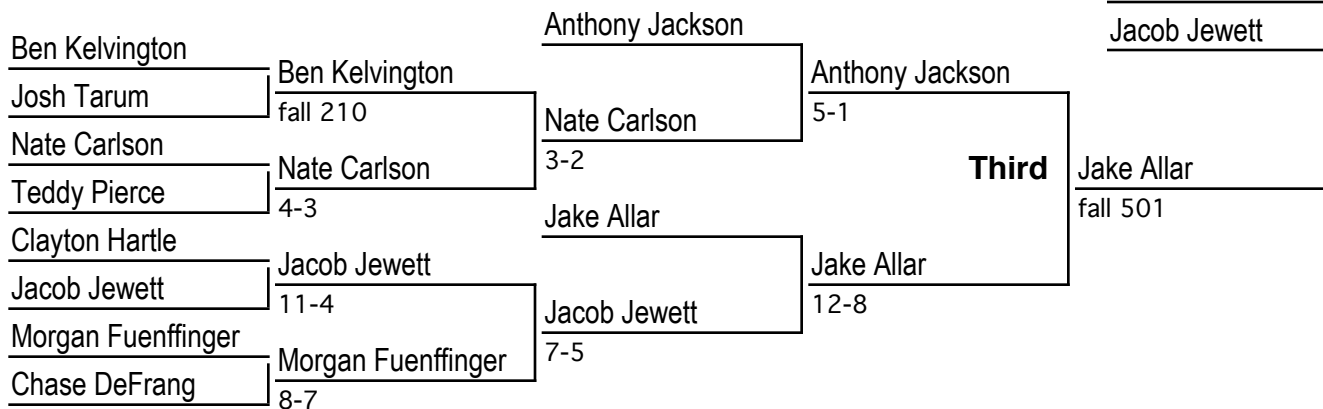 Ben Kelvington
Josh Tarum
Nate Carlson
Teddy Pierce
Clayton Hartle
Jacob Jewett
Morgan Fuenffinger
Chase DeFrang
Ben Kelvington
fall 210
Nate Carlson
4-3
Jacob Jewett
11-4
Morgan Fuenffinger
8-7
Anthony Jackson
Nate Carlson
3-2
Jake Allar
Jacob Jewett
7-5
Anthony Jackson
5-1
Jake Allar
12-8
Third
Jake Allar
fall 501
Jacob Jewett